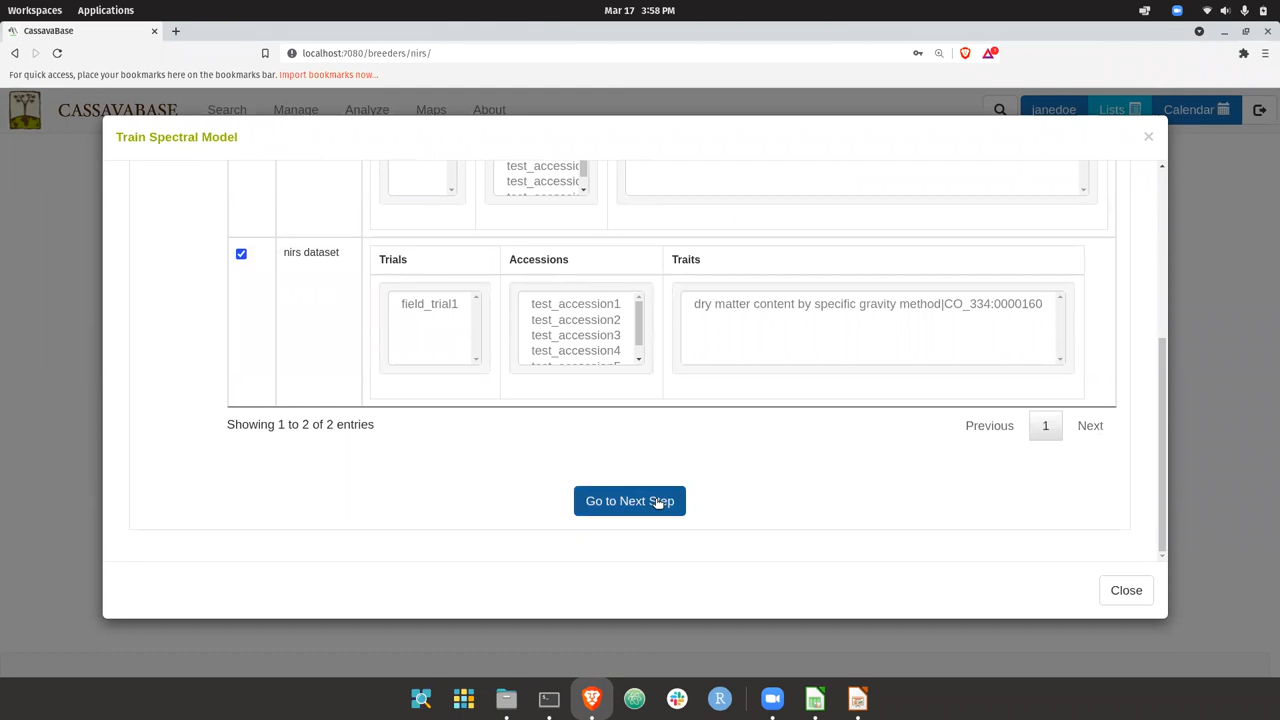 Workspaces Applications Mar 17 3:58 PM
CassavaBase
localhost:7080/breeders/nirs/
For quick access, place your bookmarks here on the bookmarks bar. Import bookmarks now...
CASSAVABASE Search Manage Analyze Maps About janedoe Lists Calendar
Train Spectral Model ×
test_accessic
test_accessic
nirs dataset
Trials Accessions Traits
field_trial1 test_accession1 dry matter content by specific gravity method|CO_334:0000160
test_accession2
test_accession3
test_accession4
Showing 1 to 2 of 2 entries Previous 1 Next
Go to Next Step
Close